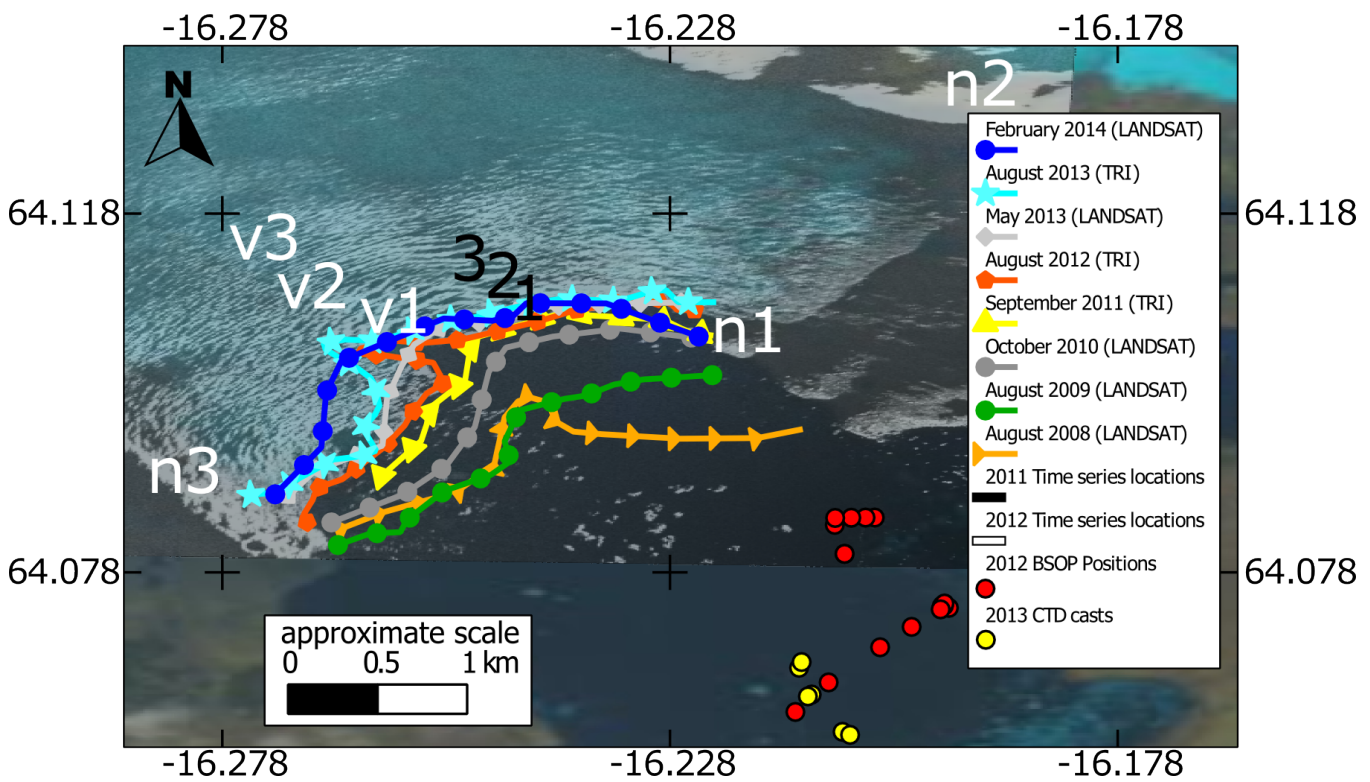 -16.278 -16.228 -16.178
N
n2
February 2014 (LANDSAT)
August 2013 (TRI)
64.118 64.118
May 2013 (LANDSAT)
v3
3
2
1
August 2012 (TRI)
v2
v1
September 2011 (TRI)
n1
October 2010 (LANDSAT)
August 2009 (LANDSAT)
August 2008 (LANDSAT)
n3
2011 Time series locations
2012 Time series locations
64.078 64.078
2012 BSOP Positions
2013 CTD casts
approximate scale
0 0.5 1 km
-16.278 -16.228 -16.178